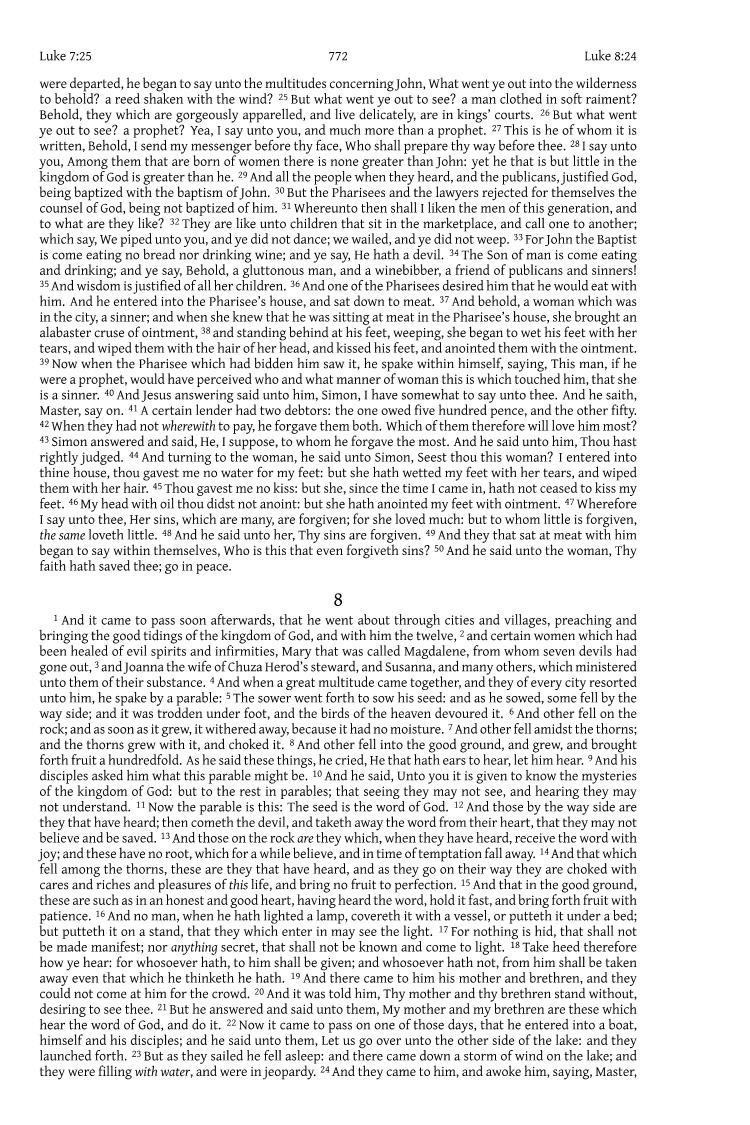 Luke 7:25 772 Luke 8:24
were departed, he began to say unto the multitudes concerning John, What went ye out into the wilderness
to behold? a reed shaken with the wind? 25 But what went ye out to see? a man clothed in soft raiment?
Behold, they which are gorgeously apparelled, and live delicately, are in kings’ courts. 26 But what went
ye out to see? a prophet? Yea, I say unto you, and much more than a prophet. 27 This is he of whom it is
written, Behold, I send my messenger before thy face, Who shall prepare thy way before thee. 28 I say unto
you, Among them that are born of women there is none greater than John: yet he that is but little in the
kingdom of God is greater than he. 29 And all the people when they heard, and the publicans, justified God,
being baptized with the baptism of John. 30 But the Pharisees and the lawyers rejected for themselves the
counsel of God, being not baptized of him. 31 Whereunto then shall I liken the men of this generation, and
to what are they like? 32 They are like unto children that sit in the marketplace, and call one to another;
which say, We piped unto you, and ye did not dance; we wailed, and ye did not weep. 33 For John the Baptist
is come eating no bread nor drinking wine; and ye say, He hath a devil. 34 The Son of man is come eating
and drinking; and ye say, Behold, a gluttonous man, and a winebibber, a friend of publicans and sinners!
35 And wisdom is justified of all her children. 36 And one of the Pharisees desired him that he would eat with
him. And he entered into the Pharisee’s house, and sat down to meat. 37 And behold, a woman which was
in the city, a sinner; and when she knew that he was sitting at meat in the Pharisee’s house, she brought an
alabaster cruse of ointment, 38 and standing behind at his feet, weeping, she began to wet his feet with her
tears, and wiped them with the hair of her head, and kissed his feet, and anointed them with the ointment.
39 Now when the Pharisee which had bidden him saw it, he spake within himself, saying, This man, if he
were a prophet, would have perceived who and what manner of woman this is which touched him, that she
is a sinner. 40 And Jesus answering said unto him, Simon, I have somewhat to say unto thee. And he saith,
Master, say on. 41 A certain lender had two debtors: the one owed five hundred pence, and the other fifty.
42 When they had not wherewith to pay, he forgave them both. Which of them therefore will love him most?
43 Simon answered and said, He, I suppose, to whom he forgave the most. And he said unto him, Thou hast
rightly judged. 44 And turning to the woman, he said unto Simon, Seest thou this woman? I entered into
thine house, thou gavest me no water for my feet: but she hath wetted my feet with her tears, and wiped
them with her hair. 45 Thou gavest me no kiss: but she, since the time I came in, hath not ceased to kiss my
feet. 46 My head with oil thou didst not anoint: but she hath anointed my feet with ointment. 47 Wherefore
I say unto thee, Her sins, which are many, are forgiven; for she loved much: but to whom little is forgiven,
the same loveth little. 48 And he said unto her, Thy sins are forgiven. 49 And they that sat at meat with him
began to say within themselves, Who is this that even forgiveth sins? 50 And he said unto the woman, Thy
faith hath saved thee; go in peace.
8
1 And it came to pass soon afterwards, that he went about through cities and villages, preaching and
bringing the good tidings of the kingdom of God, and with him the twelve, 2 and certain women which had
been healed of evil spirits and infirmities, Mary that was called Magdalene, from whom seven devils had
gone out, 3 and Joanna the wife of Chuza Herod’s steward, and Susanna, and many others, which ministered
unto them of their substance. 4 And when a great multitude came together, and they of every city resorted
unto him, he spake by a parable: 5 The sower went forth to sow his seed: and as he sowed, some fell by the
way side; and it was trodden under foot, and the birds of the heaven devoured it. 6 And other fell on the
rock; and as soon as it grew, it withered away, because it had no moisture. 7 And other fell amidst the thorns;
and the thorns grew with it, and choked it. 8 And other fell into the good ground, and grew, and brought
forth fruit a hundredfold. As he said these things, he cried, He that hath ears to hear, let him hear. 9 And his
disciples asked him what this parable might be. 10 And he said, Unto you it is given to know the mysteries
of the kingdom of God: but to the rest in parables; that seeing they may not see, and hearing they may
not understand. 11 Now the parable is this: The seed is the word of God. 12 And those by the way side are
they that have heard; then cometh the devil, and taketh away the word from their heart, that they may not
believe and be saved. 13 And those on the rock are they which, when they have heard, receive the word with
joy; and these have no root, which for a while believe, and in time of temptation fall away. 14 And that which
fell among the thorns, these are they that have heard, and as they go on their way they are choked with
cares and riches and pleasures of this life, and bring no fruit to perfection. 15 And that in the good ground,
these are such as in an honest and good heart, having heard the word, hold it fast, and bring forth fruit with
patience. 16 And no man, when he hath lighted a lamp, covereth it with a vessel, or putteth it under a bed;
but putteth it on a stand, that they which enter in may see the light. 17 For nothing is hid, that shall not
be made manifest; nor anything secret, that shall not be known and come to light. 18 Take heed therefore
how ye hear: for whosoever hath, to him shall be given; and whosoever hath not, from him shall be taken
away even that which he thinketh he hath. 19 And there came to him his mother and brethren, and they
could not come at him for the crowd. 20 And it was told him, Thy mother and thy brethren stand without,
desiring to see thee. 21 But he answered and said unto them, My mother and my brethren are these which
hear the word of God, and do it. 22 Now it came to pass on one of those days, that he entered into a boat,
himself and his disciples; and he said unto them, Let us go over unto the other side of the lake: and they
launched forth. 23 But as they sailed he fell asleep: and there came down a storm of wind on the lake; and
they were filling with water, and were in jeopardy. 24 And they came to him, and awoke him, saying, Master,